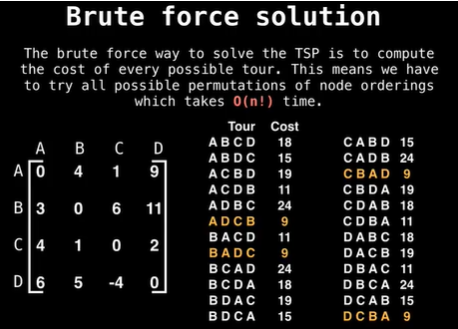 Brute force solution
The brute force way to solve the TSP is to compute
the cost of every possible tour. This means we have
to try all possible permutations of node orderings
which takes O(n!) time.
A B C D
A 0 4 1 9
B 3 0 6 11
C 4 1 0 2
D 6 5 -4 0
Tour Cost
A B C D 18
A B D C 15
A C B D 19
A C D B 11
A D B C 24
A D C B 9
B A C D 11
B A D C 9
B C A D 24
B C D A 18
B D A C 19
B D C A 15
C A B D 15
C A D B 24
C B A D 9
C B D A 19
C D A B 18
C D B A 11
D A B C 18
D A C B 19
D B A C 11
D B C A 24
D C A B 15
D C B A 9